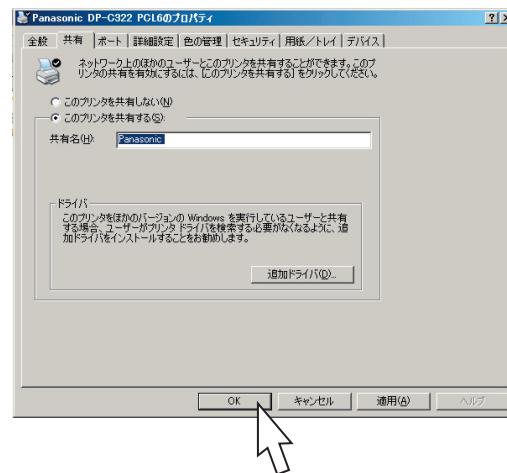 Panasonic DP-C322 PCL6のプロパティ
全般 共有 ポート 詳細設定 色の管理 セキュリティ 用紙/トレイ デバイス
ネットワーク上のほかのユーザーとこのプリンタを共有することができます。このプ
リンタの共有を有効にするには、[このプリンタを共有する] をクリックしてください。
このプリンタを共有しない(N)
このプリンタを共有する(S):
共有名(H): Panasonic
ドライバ
このプリンタをほかのバージョンの Windows を実行しているユーザーと共有
する場合、ユーザーがプリンタ ドライバを検索する必要がなくなるように、追
加ドライバをインストールすることをお勧めします。
追加ドライバ(D)...
OK キャンセル 適用(A) ヘルプ